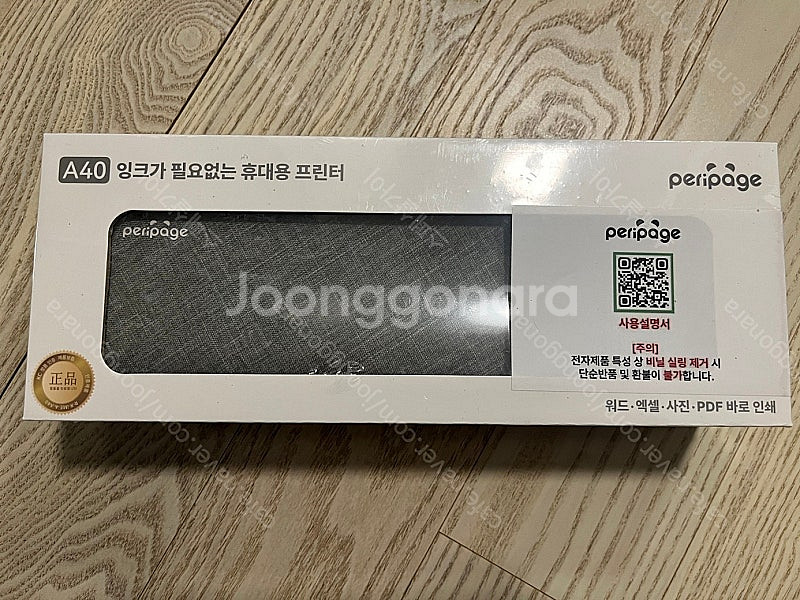 A40 잉크가 필요없는 휴대용 프린터
peripage
peripage
peripage
사용설명서
[주의]
전자제품 특성 상 비닐 실링 제거 시
단순반품 및 환불이 불가합니다.
Joonggonara
正品
워드·엑셀·사진·PDF 바로 인쇄